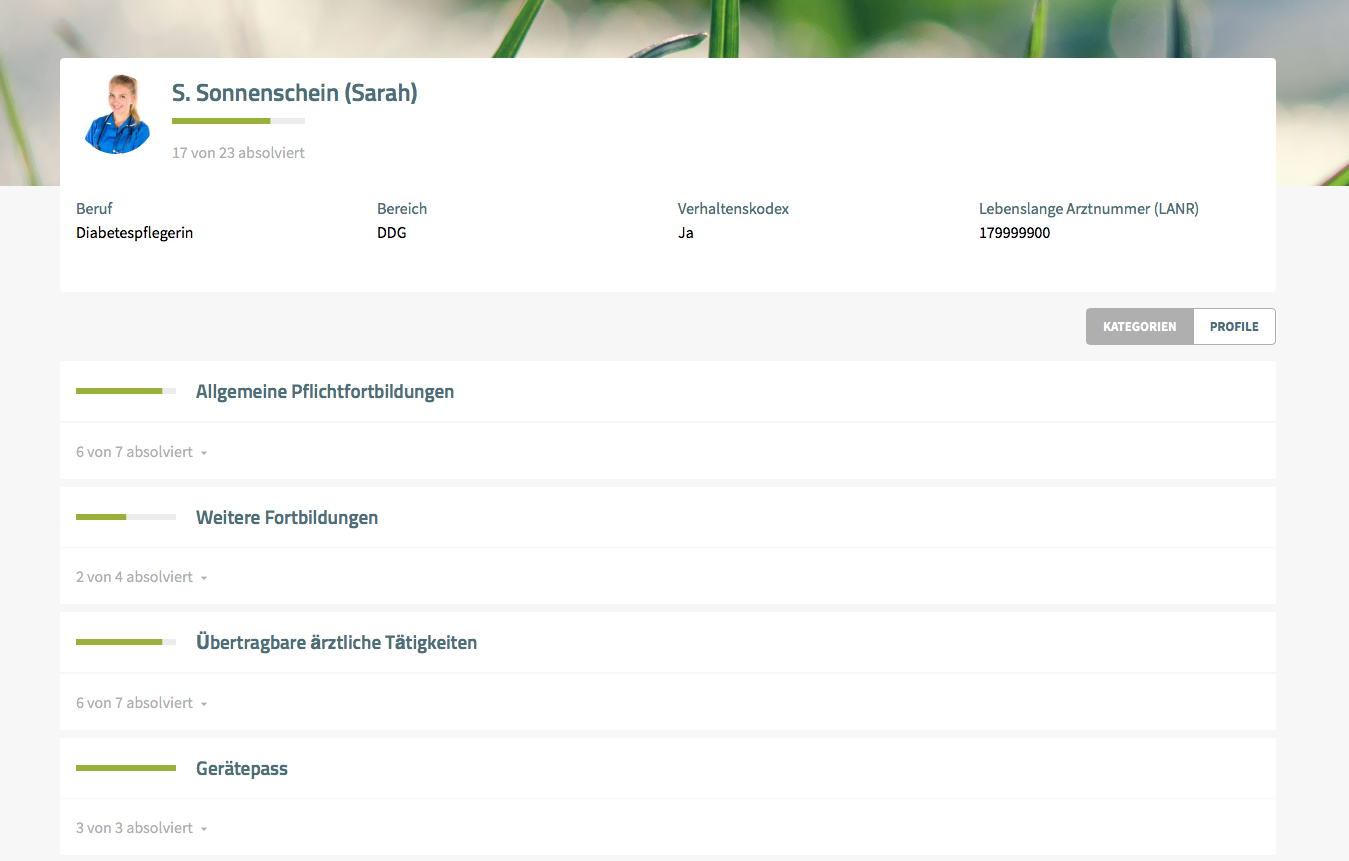 S. Sonnenschein (Sarah)
17 von 23 absolviert
Beruf
Diabetespflegerin
Bereich
DDG
Verhaltenskodex
Ja
Lebenslange Arztnummer (LANR)
179999900
KATEGORIEN
PROFILE
Allgemeine Pflichtfortbildungen
6 von 7 absolviert
Weitere Fortbildungen
2 von 4 absolviert
Übertragbare ärztliche Tätigkeiten
6 von 7 absolviert
Gerätepass
3 von 3 absolviert